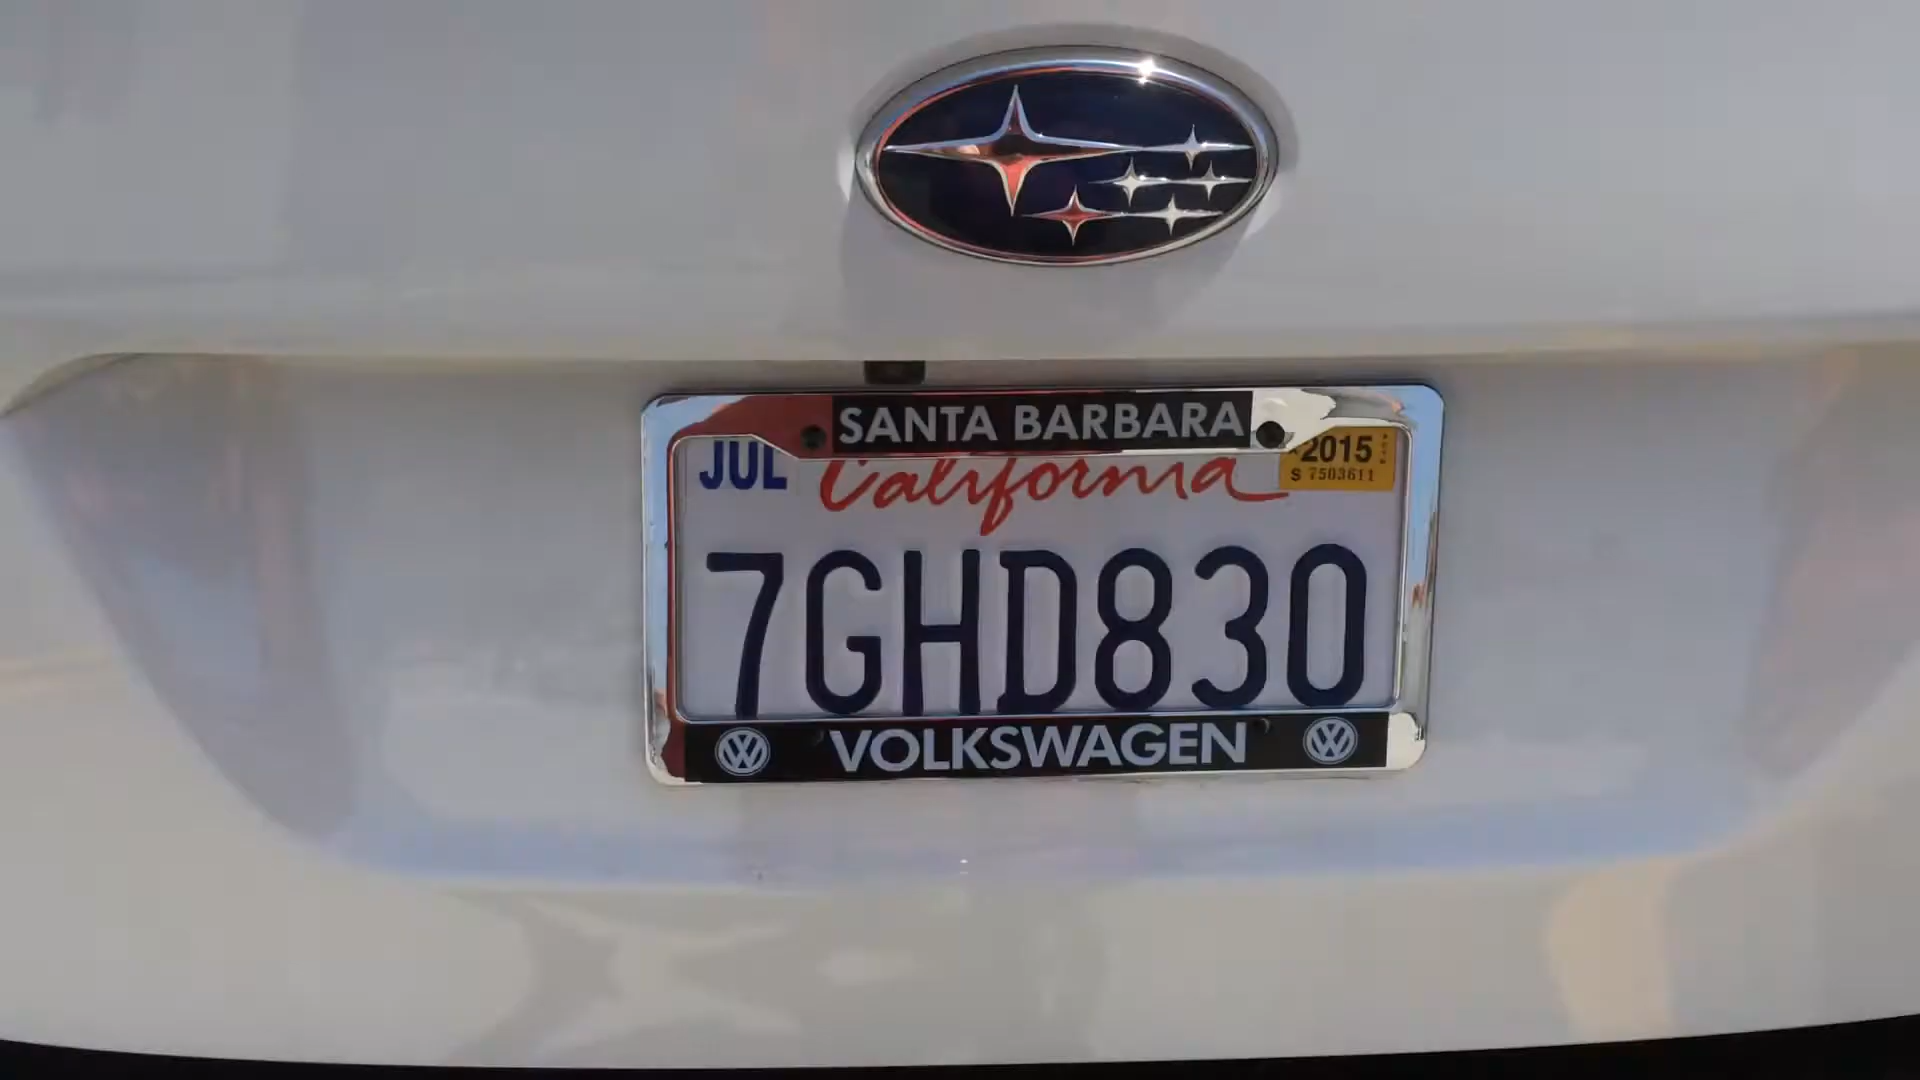 SANTA BARBARA
JUL California 2015
S 7503611
7GHD830
VOLKSWAGEN